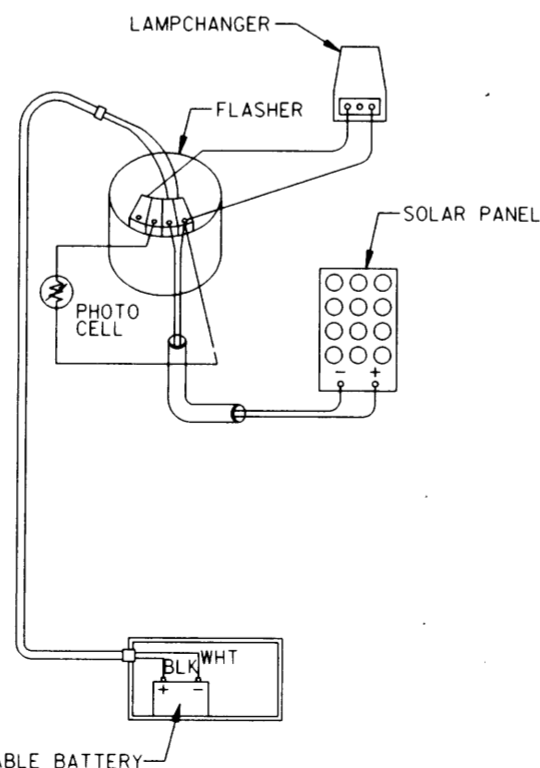 LAMPCHANGER
FLASHER
SOLAR PANEL
PHOTO
CELL
- +
WHT
BLK
+ -
ABLE BATTERY